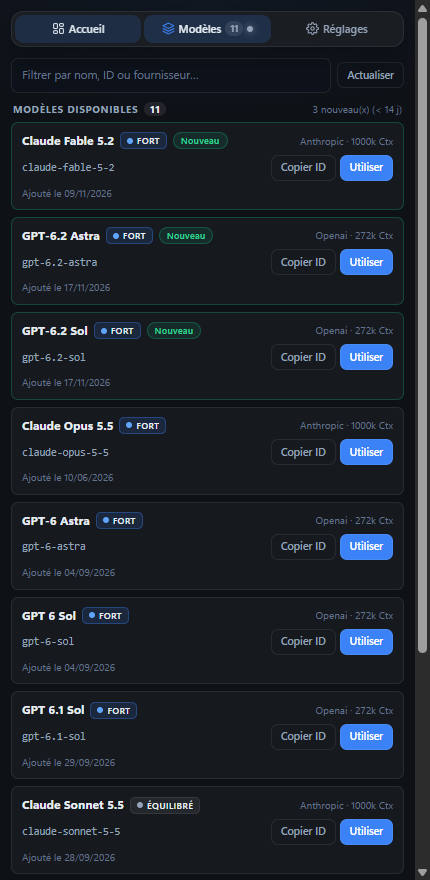 Accueil
Modèles 11
Réglages
Filtrer par nom, ID ou fournisseur...
Actualiser
MODÈLES DISPONIBLES 11
3 nouveau(x) (< 14 j)
Claude Fable 5.2 FORT Nouveau
Anthropic · 1000k Ctx
claude-fable-5-2
Copier ID Utiliser
Ajouté le 09/11/2026
GPT-6.2 Astra FORT Nouveau
Openai · 272k Ctx
gpt-6.2-astra
Copier ID Utiliser
Ajouté le 17/11/2026
GPT-6.2 Sol FORT Nouveau
Openai · 272k Ctx
gpt-6.2-sol
Copier ID Utiliser
Ajouté le 17/11/2026
Claude Opus 5.5 FORT
Anthropic · 1000k Ctx
claude-opus-5-5
Copier ID Utiliser
Ajouté le 10/06/2026
GPT-6 Astra FORT
Openai · 272k Ctx
gpt-6-astra
Copier ID Utiliser
Ajouté le 04/09/2026
GPT 6 Sol FORT
Openai · 272k Ctx
gpt-6-sol
Copier ID Utiliser
Ajouté le 04/09/2026
GPT 6.1 Sol FORT
Openai · 272k Ctx
gpt-6.1-sol
Copier ID Utiliser
Ajouté le 29/09/2026
Claude Sonnet 5.5 ÉQUILIBRÉ
Anthropic · 1000k Ctx
claude-sonnet-5-5
Copier ID Utiliser
Ajouté le 28/09/2026